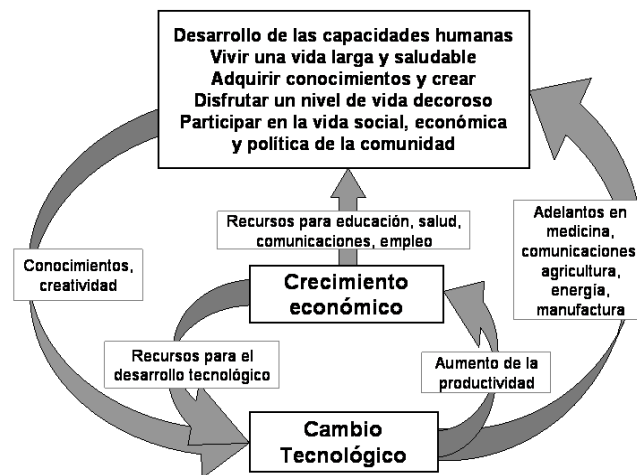 Desarrollo de las capacidades humanas
Vivir una vida larga y saludable
Adquirir conocimientos y crear
Disfrutar un nivel de vida decoroso
Participar en la vida social, económica
y política de la comunidad
Recursos para educación, salud,
comunicaciones, empleo
Adelantos en
medicina,
comunicaciones
agricultura,
energía,
manufactura
Conocimientos,
creatividad
Crecimiento
económico
Recursos para el
desarrollo tecnológico
Aumento de la
productividad
Cambio
Tecnológico